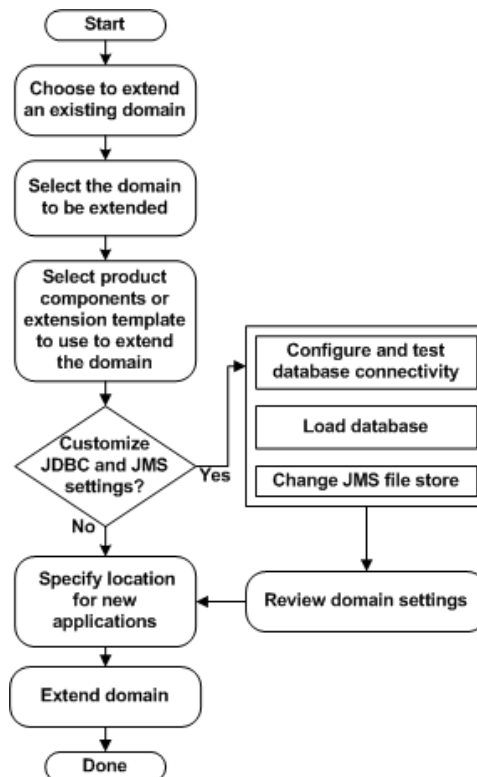 Start
Choose to extend
an existing domain
Select the domain
to be extended
Select product
components or
extension template
to use to extend
the domain
Customize
JDBC and JMS
settings?
Yes
No
Configure and test
database connectivity
Load database
Change JMS file store
Review domain settings
Specify location
for new
applications
Extend domain
Done